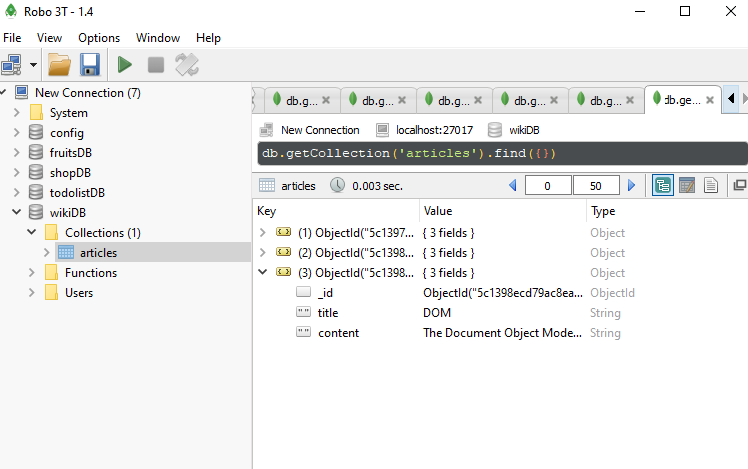 Robo 3T - 1.4
File View Options Window Help
New Connection (7)
System
config
fruitsDB
shopDB
todolistDB
wikiDB
Collections (1)
articles
Functions
Users
db.g... db.g... db.g... db.g... db.g... db.ge...
New Connection localhost:27017 wikiDB
db.getCollection('articles').find({})
articles 0.003 sec. 0 50
Key Value Type
(1) ObjectId("5c1397... { 3 fields } Object
(2) ObjectId("5c1398... { 3 fields } Object
(3) ObjectId("5c1398... { 3 fields } Object
_id ObjectId("5c1398ecd79ac8ea... ObjectId
title DOM String
content The Document Object Mode... String